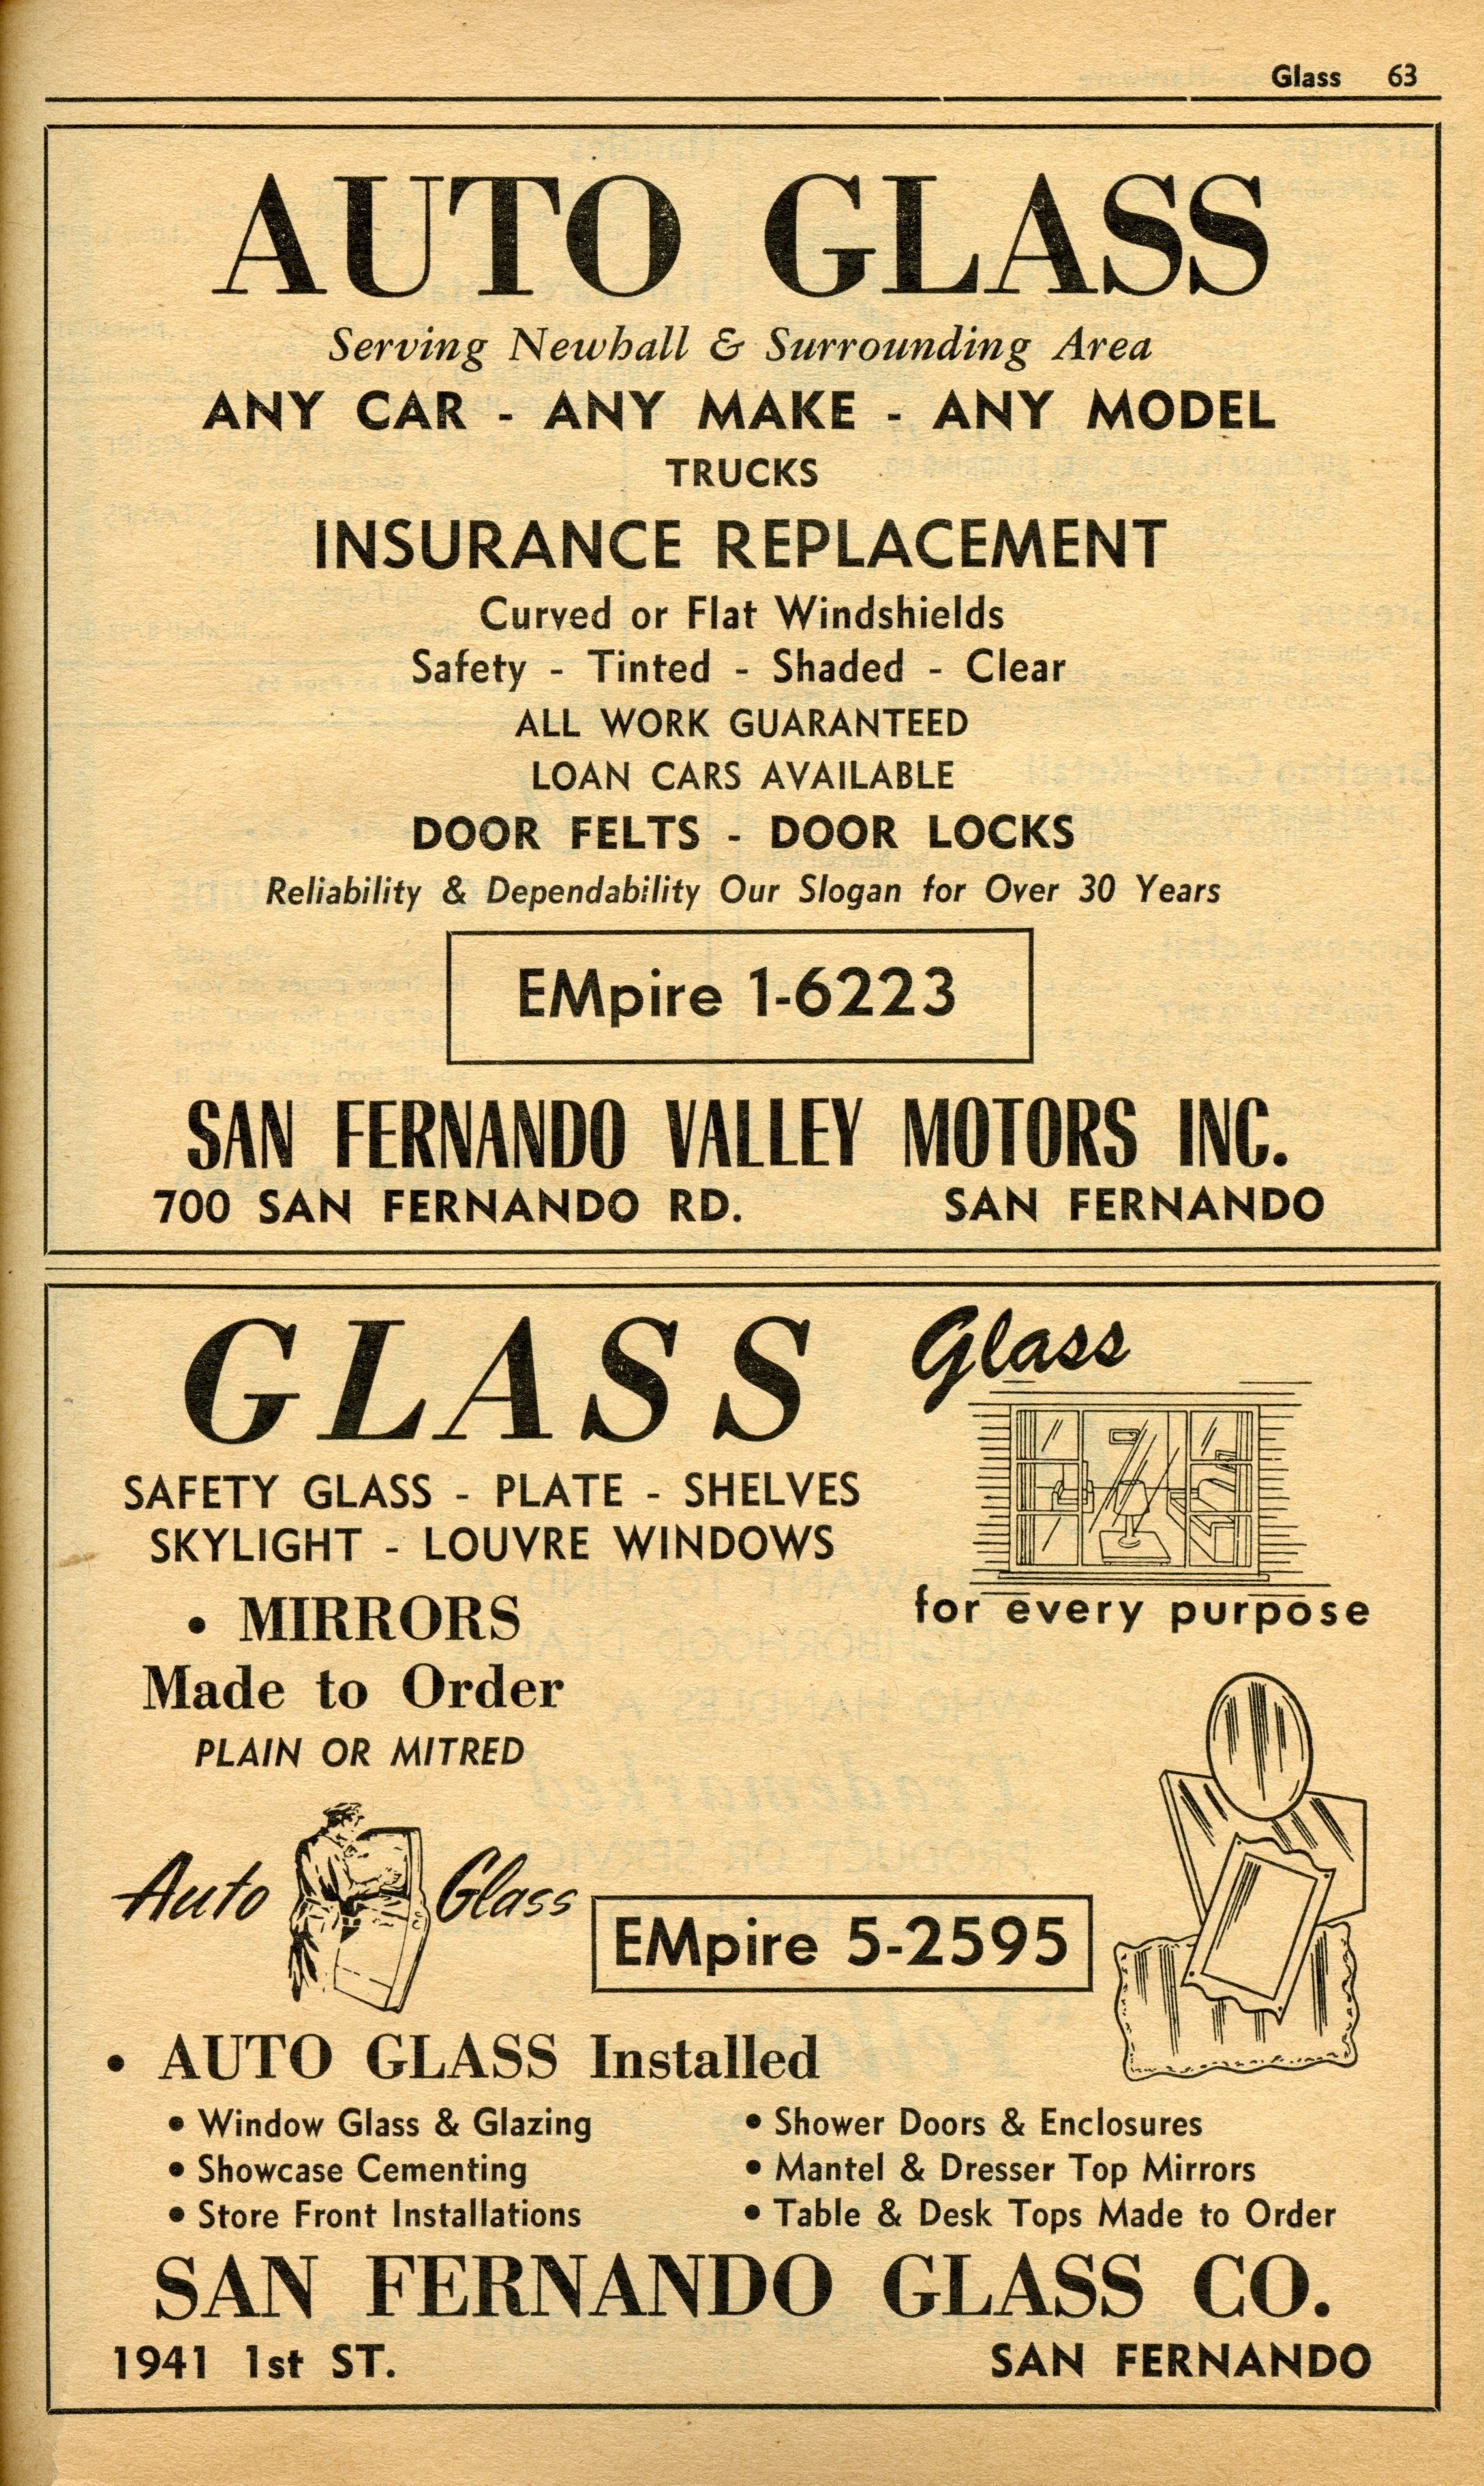 Glass 63
AUTO GLASS
Serving Newhall & Surrounding Area
ANY CAR - ANY MAKE - ANY MODEL
TRUCKS
INSURANCE REPLACEMENT
Curved or Flat Windshields
Safety - Tinted - Shaded - Clear
ALL WORK GUARANTEED
LOAN CARS AVAILABLE
DOOR FELTS - DOOR LOCKS
Reliability & Dependability Our Slogan for Over 30 Years
EMpire 1-6223
SAN FERNANDO VALLEY MOTORS INC.
700 SAN FERNANDO RD. SAN FERNANDO
GLASS
SAFETY GLASS - PLATE - SHELVES
SKYLIGHT - LOUVRE WINDOWS
Glass
for every purpose
• MIRRORS
Made to Order
PLAIN OR MITRED
Auto Glass
EMpire 5-2595
• AUTO GLASS Installed
• Window Glass & Glazing
• Showcase Cementing
• Store Front Installations
• Shower Doors & Enclosures
• Mantel & Dresser Top Mirrors
• Table & Desk Tops Made to Order
SAN FERNANDO GLASS CO.
1941 1st ST. SAN FERNANDO